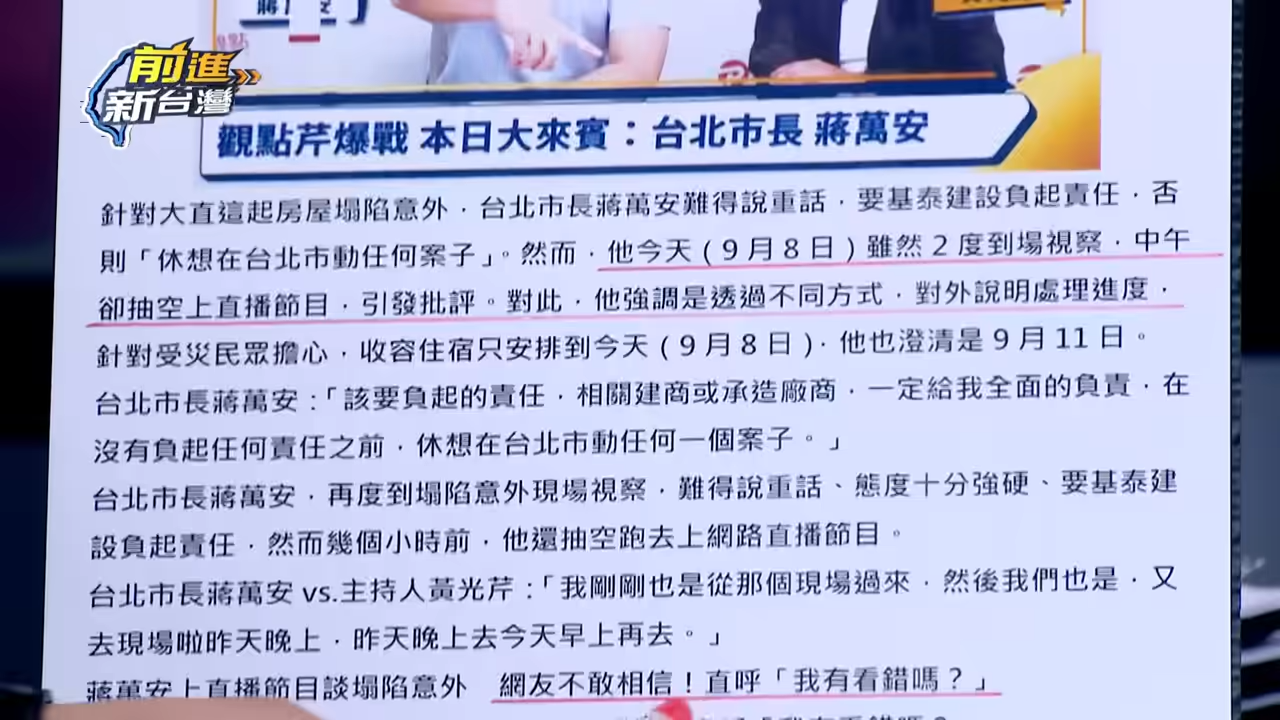 前進
新台灣
觀點芹爆戰 本日大來賓：台北市長 蔣萬安
針對大直這起房屋塌陷意外，台北市長蔣萬安難得說重話，要基泰建設負起責任，否
則「休想在台北市動任何案子」。然而，他今天（9月8日）雖然2度到場視察，中午
卻抽空上直播節目，引發批評。對此，他強調是透過不同方式，對外說明處理進度，
針對受災民眾擔心，收容住宿只安排到今天（9月8日），他也澄清是9月11日。
台北市長蔣萬安：「該要負起的責任，相關建商或承造廠商，一定給我全面的負責，在
沒有負起任何責任之前，休想在台北市動任何一個案子。」
台北市長蔣萬安，再度到塌陷意外現場視察，難得說重話、態度十分強硬、要基泰建
設負起責任，然而幾個小時前，他還抽空跑去上網路直播節目。
台北市長蔣萬安 vs.主持人黃光芹：「我剛剛也是從那個現場過來，然後我們也是，又
去現場啦昨天晚上，昨天晚上去今天早上再去。」
蔣萬安上直播節目談塌陷意外　網友不敢相信！直呼「我有看錯嗎？」